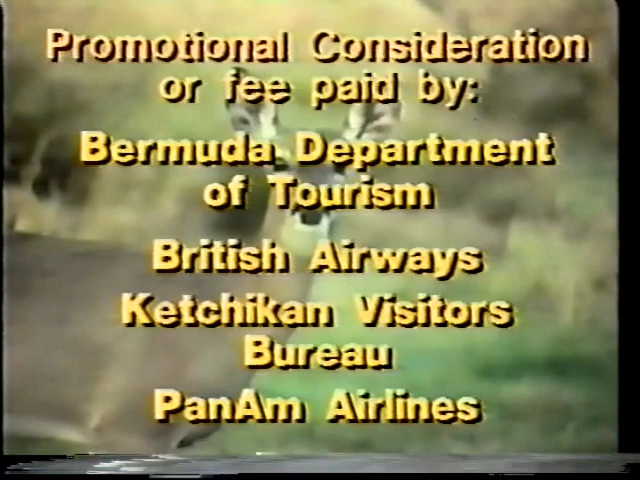 Promotional Consideration
or fee paid by:
Bermuda Department
of Tourism
British Airways
Ketchikan Visitors
Bureau
PanAm Airlines